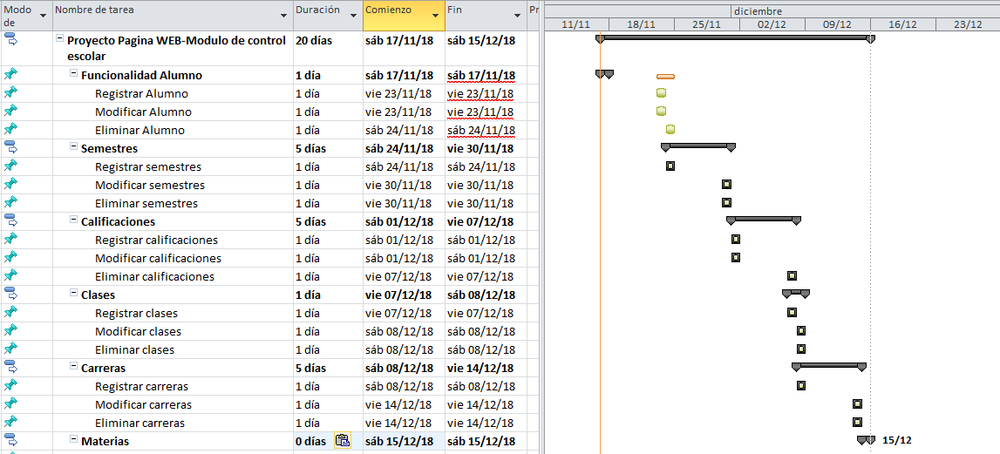 Modo de Nombre de tarea Duración Comienzo Fin Pr
diciembre
11/11 18/11 25/11 02/12 09/12 16/12 23/12
Proyecto Pagina WEB-Modulo de control escolar 20 días sáb 17/11/18 sáb 15/12/18
Funcionalidad Alumno 1 día sáb 17/11/18 sáb 17/11/18
Registrar Alumno 1 día vie 23/11/18 vie 23/11/18
Modificar Alumno 1 día vie 23/11/18 vie 23/11/18
Eliminar Alumno 1 día sáb 24/11/18 sáb 24/11/18
Semestres 5 días sáb 24/11/18 vie 30/11/18
Registrar semestres 1 día sáb 24/11/18 sáb 24/11/18
Modificar semestres 1 día vie 30/11/18 vie 30/11/18
Eliminar semestres 1 día vie 30/11/18 vie 30/11/18
Calificaciones 5 días sáb 01/12/18 vie 07/12/18
Registrar calificaciones 1 día sáb 01/12/18 sáb 01/12/18
Modificar calificaciones 1 día sáb 01/12/18 sáb 01/12/18
Eliminar calificaciones 1 día vie 07/12/18 vie 07/12/18
Clases 1 día vie 07/12/18 sáb 08/12/18
Registrar clases 1 día vie 07/12/18 vie 07/12/18
Modificar clases 1 día sáb 08/12/18 sáb 08/12/18
Eliminar clases 1 día sáb 08/12/18 sáb 08/12/18
Carreras 5 días sáb 08/12/18 vie 14/12/18
Registrar carreras 1 día sáb 08/12/18 sáb 08/12/18
Modificar carreras 1 día vie 14/12/18 vie 14/12/18
Eliminar carreras 1 día vie 14/12/18 vie 14/12/18
Materias 0 días sáb 15/12/18 sáb 15/12/18 15/12